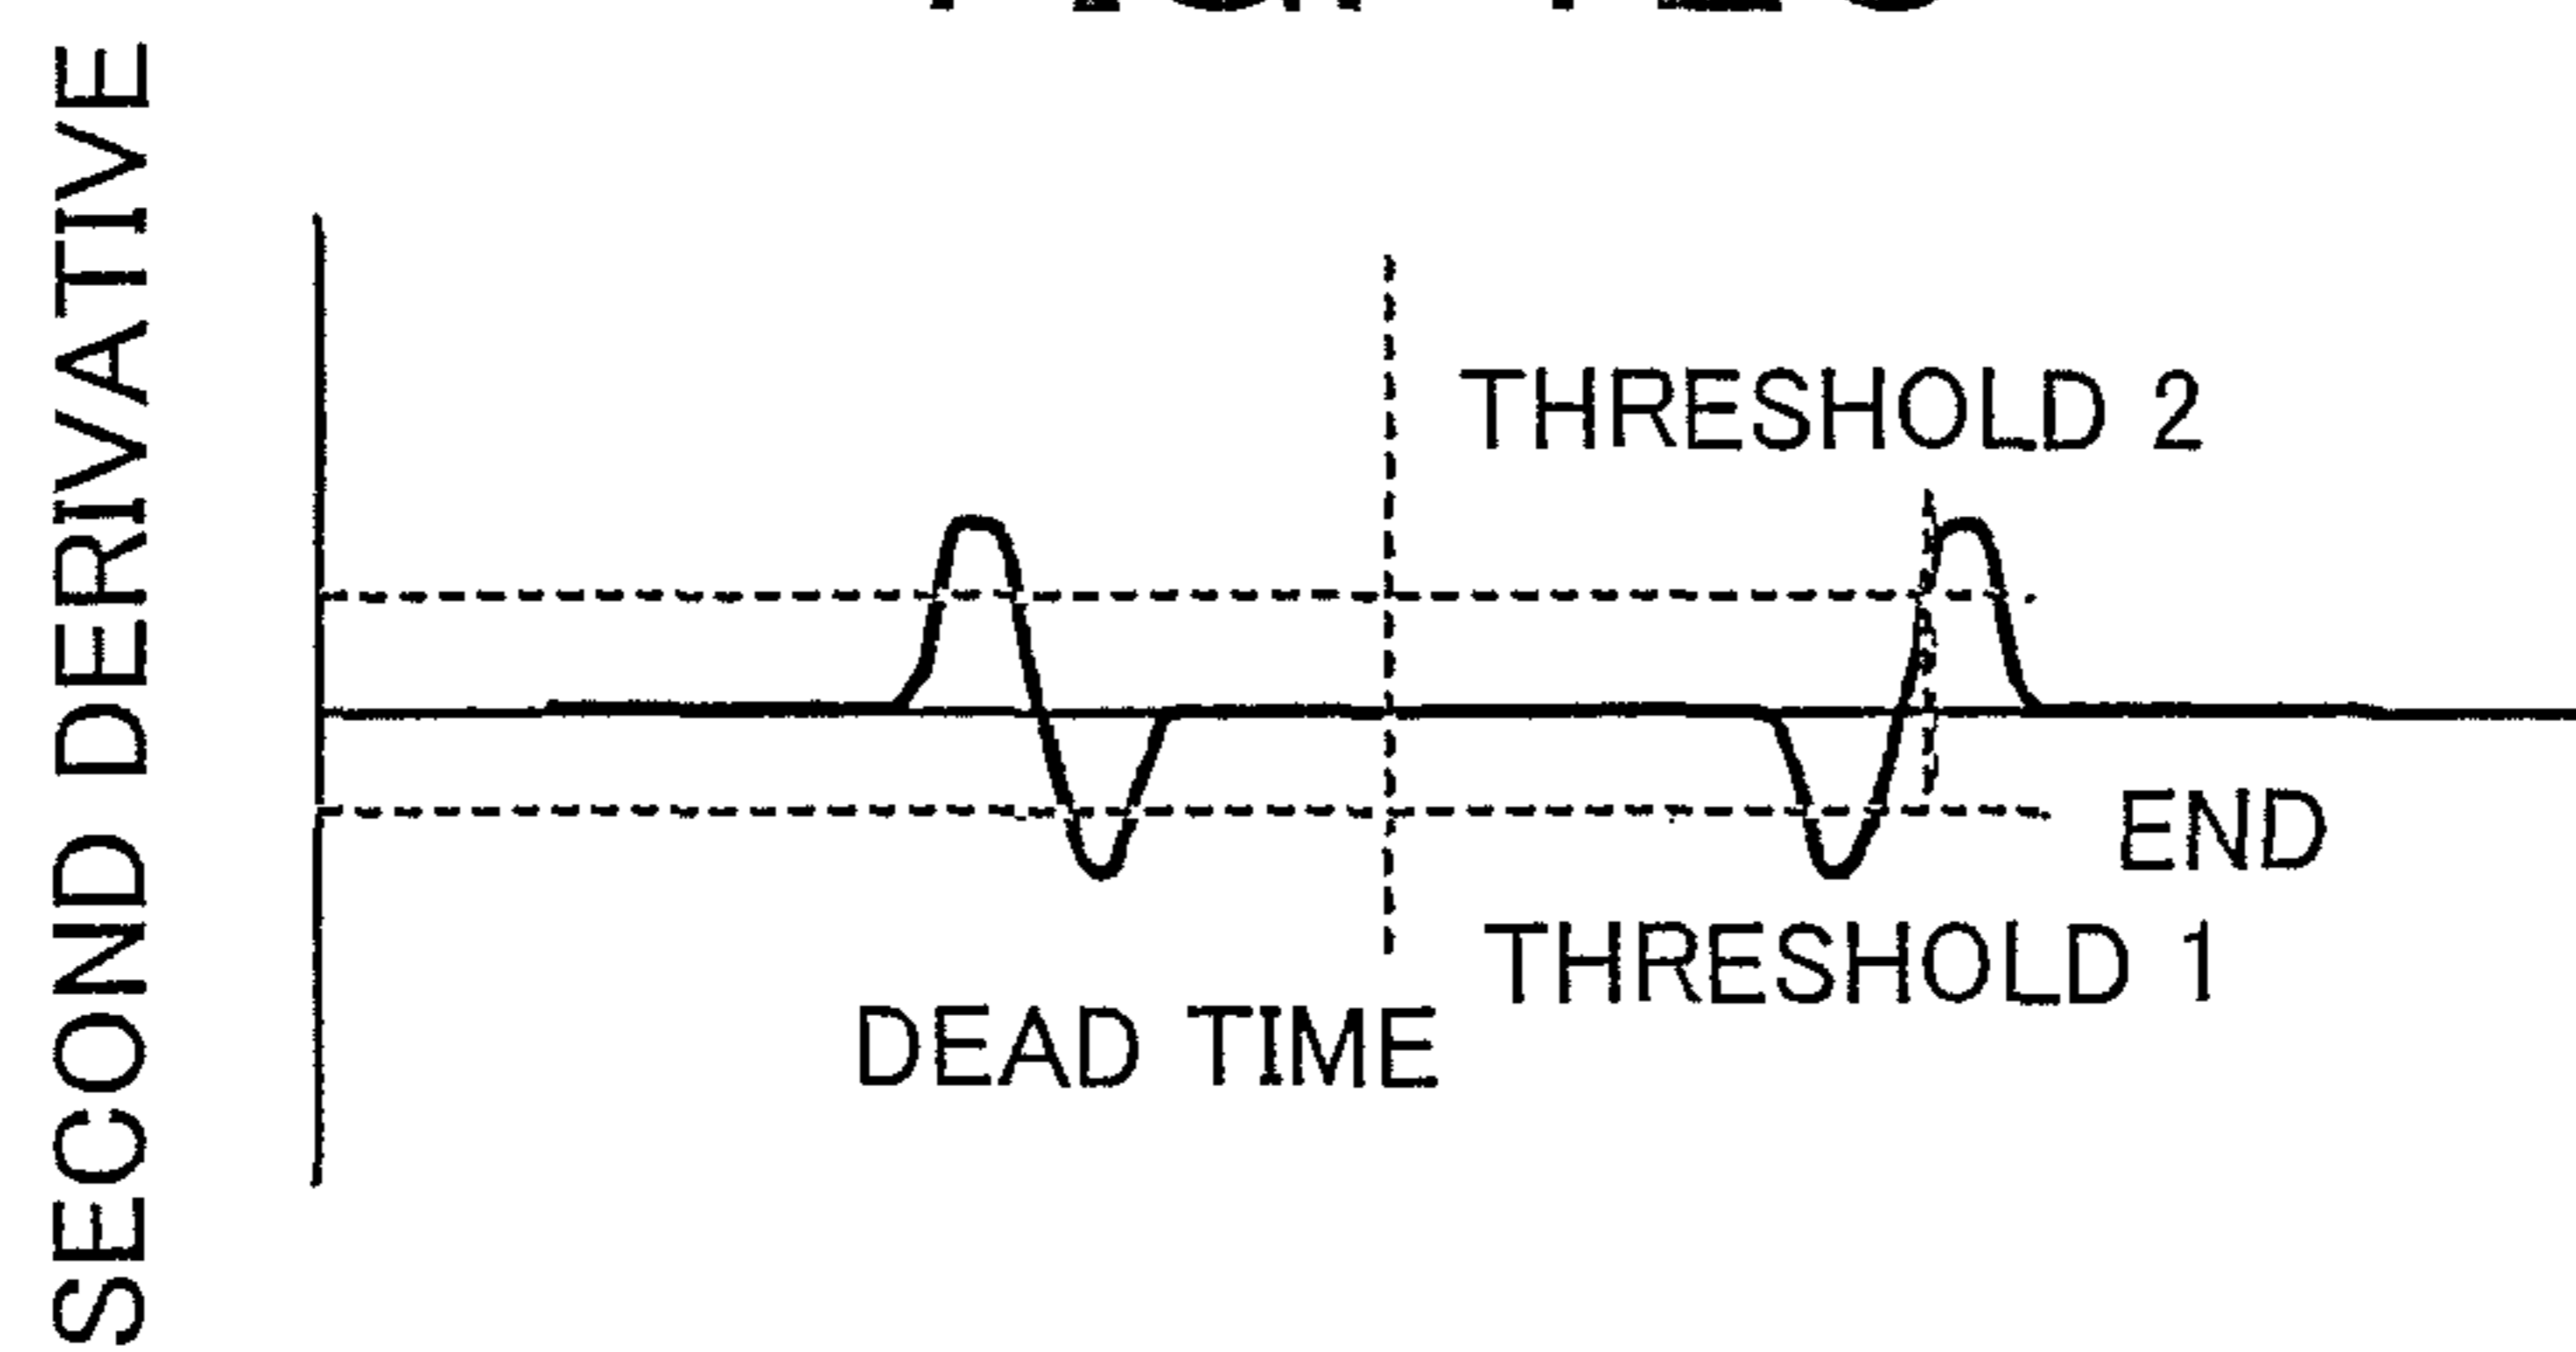 SECOND DERIVATIVE
THRESHOLD 2
END
THRESHOLD 1
DEAD TIME